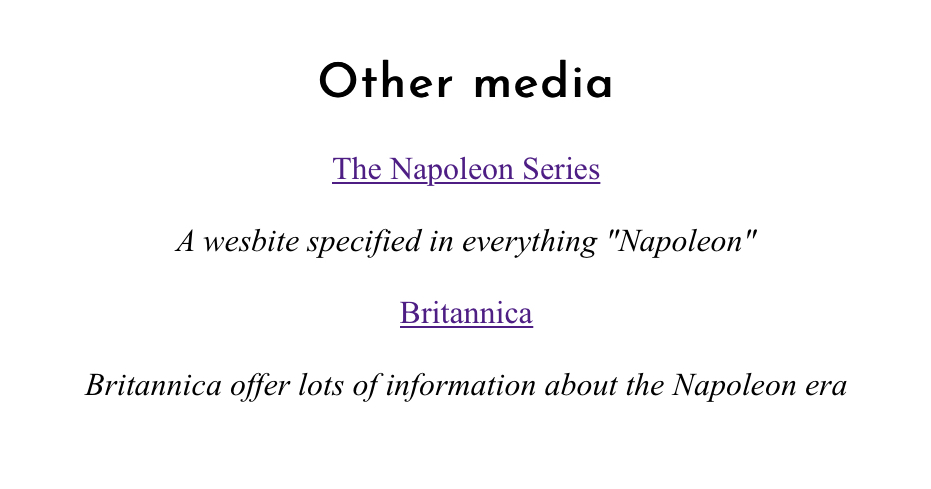 Other media
The Napoleon Series
A wesbite specified in everything "Napoleon"
Britannica
Britannica offer lots of information about the Napoleon era